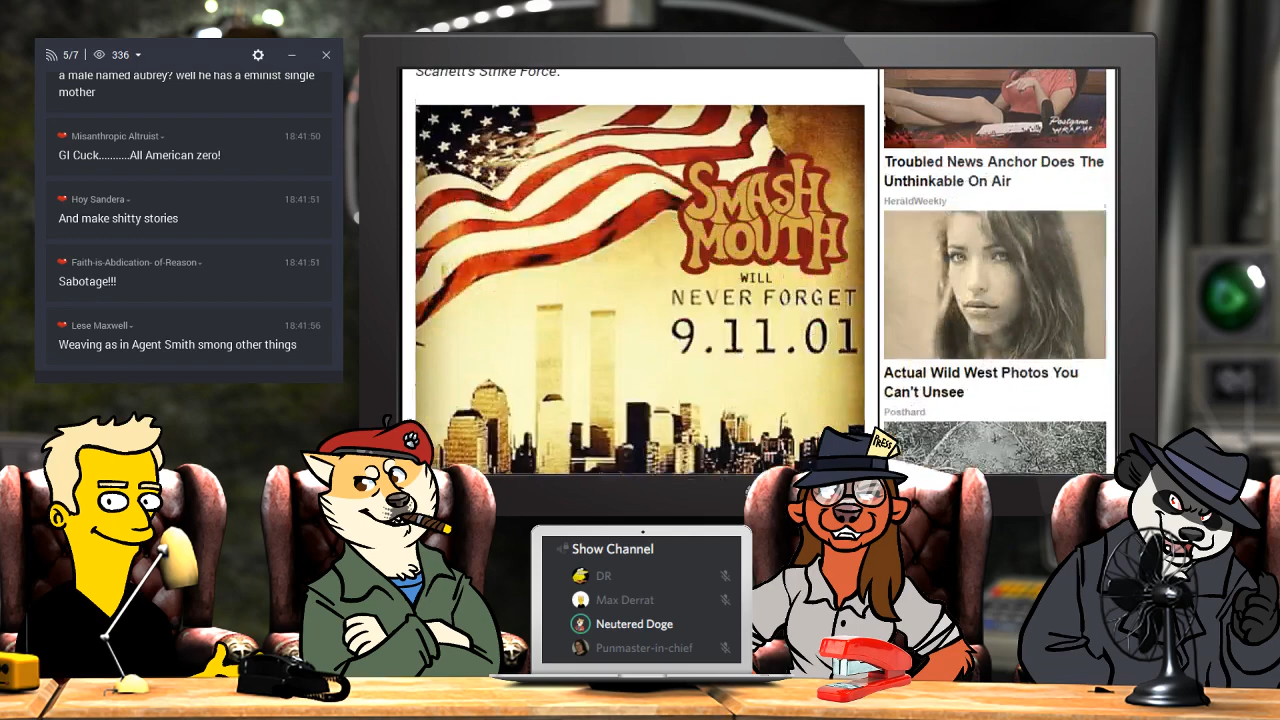 5/7 | 336
a male named aubrey? well he has a eminist single
mother
Misanthropic Altruist
18:41:50
GI Cuck...........All American zero!
Hoy Sandera
18:41:51
And make shitty stories
Faith-is-Abdication- of-Reason
18:41:51
Sabotage!!!
Lese Maxwell
18:41:56
Weaving as in Agent Smith smong other things
Scarlett's Strike Force.
SMASH
MOUTH
WILL
NEVER FORGET
9.11.01
Postgame
WRAP-UP
Troubled News Anchor Does The
Unthinkable On Air
HeraldWeekly
Actual Wild West Photos You
Can't Unsee
Posthard
PRESS
Show Channel
DR
Max Derrat
Neutered Doge
Punmaster-in-chief